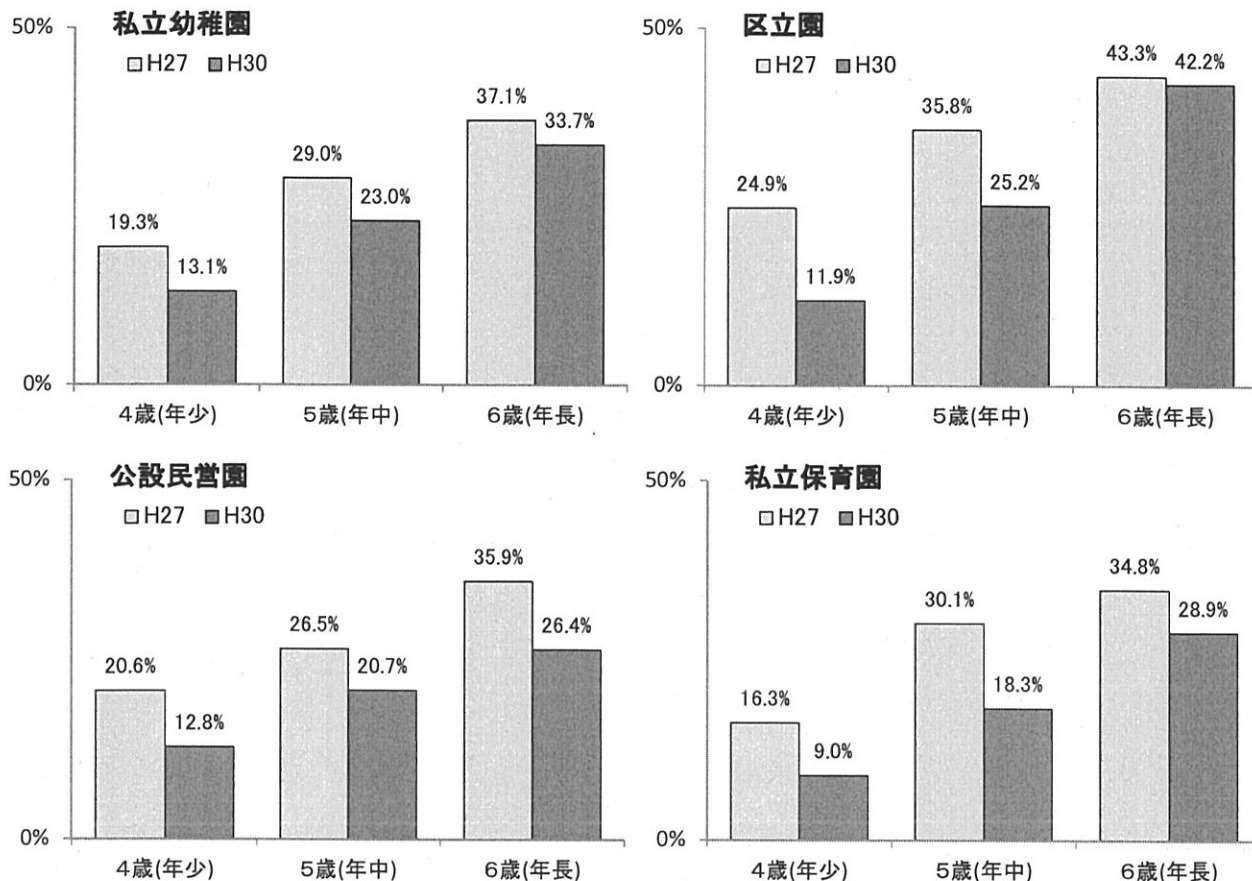 50%
私立幼稚園
H27 H30
37.1%
33.7%
29.0%
23.0%
19.3%
13.1%
0%
4歳(年少) 5歳(年中) 6歳(年長)
50%
区立園
H27 H30
43.3% 42.2%
35.8%
25.2%
24.9%
11.9%
0%
4歳(年少) 5歳(年中) 6歳(年長)
50%
公設民営園
H27 H30
35.9%
26.5%
26.4%
20.6%
20.7%
12.8%
0%
4歳(年少) 5歳(年中) 6歳(年長)
50%
私立保育園
H27 H30
34.8%
30.1%
28.9%
16.3%
18.3%
9.0%
0%
4歳(年少) 5歳(年中) 6歳(年長)